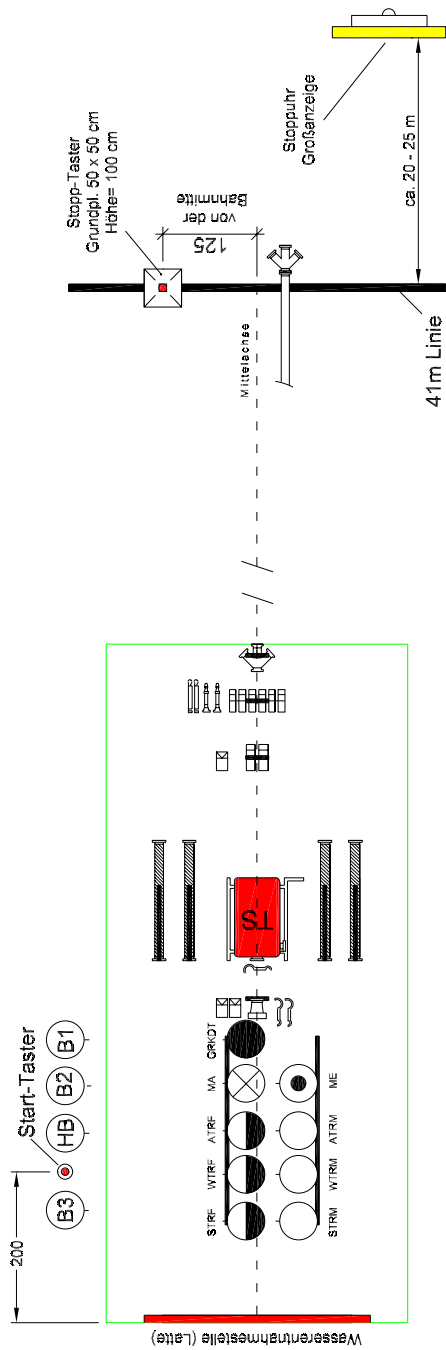 Stoppuhr
Großanzeige
ca. 20 - 25 m
Stopp-Taster
Grundpl. 50 x 50 cm
Höhe= 100 cm
125
von der
Bahnmitte
Mittelachse
41m Linie
TS
Start-Taster
B3
HB
B2
B1
200
STRF
WTRF
ATRF
MA
GRKDT
STRM
WTRM
ATRM
ME
Wasserentnahmestelle (Latte)